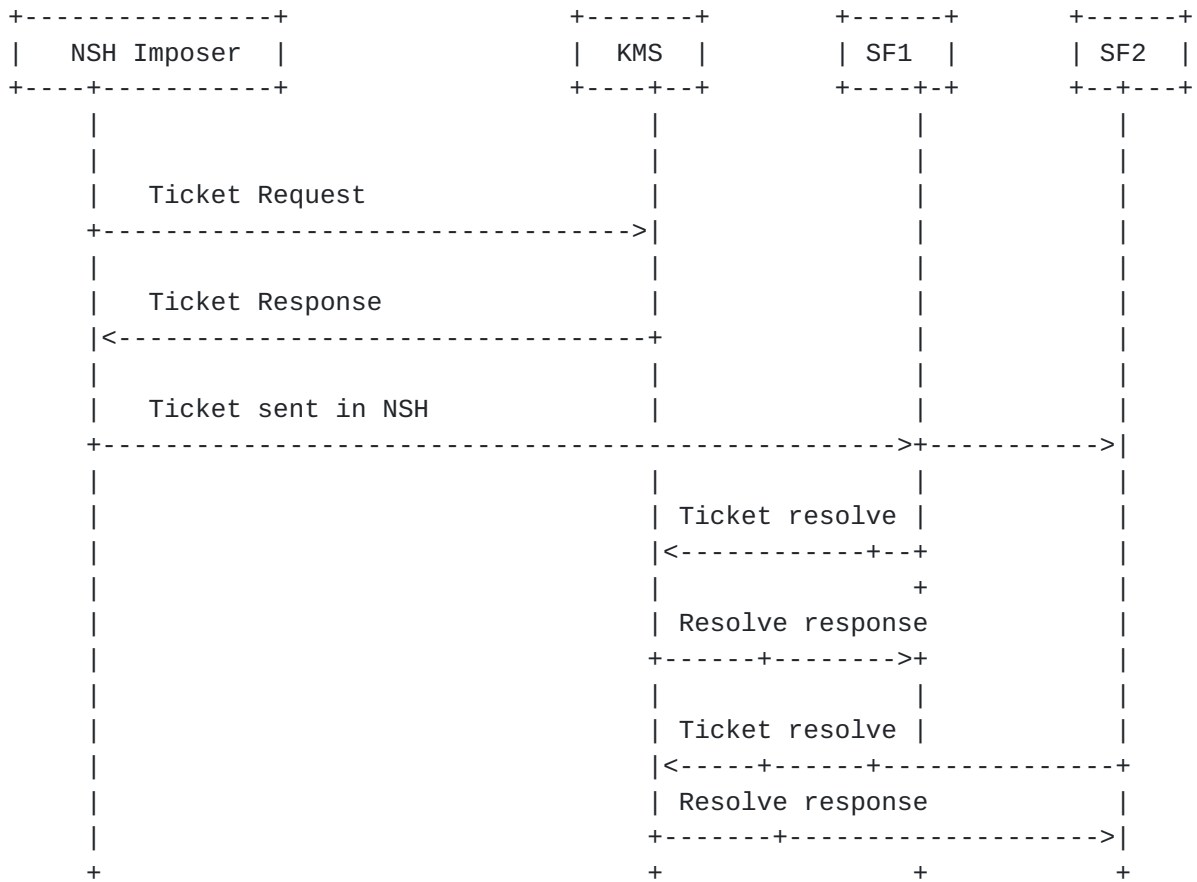 NSH Imposer KMS SF1 SF2
Ticket Request
Ticket Response
Ticket sent in NSH
Ticket resolve
Resolve response
Ticket resolve
Resolve response